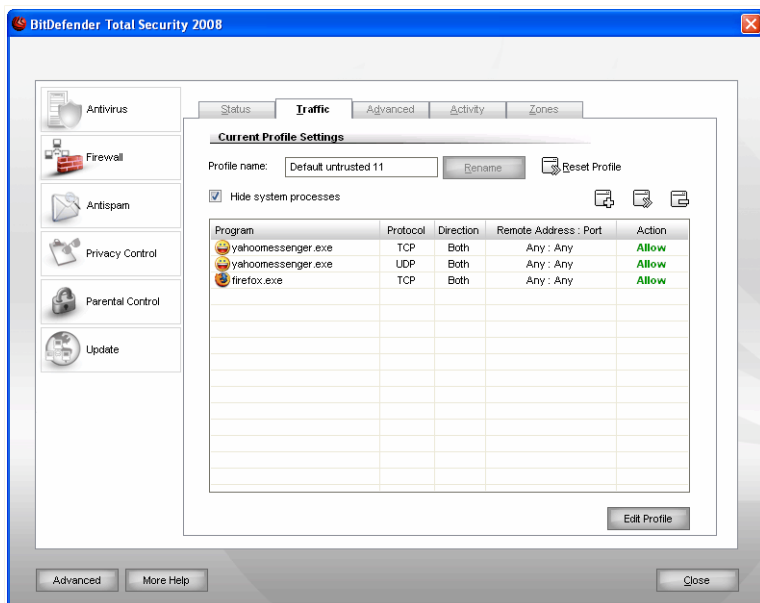 BitDefender Total Security 2008
Antivirus
Firewall
Antispam
Privacy Control
Parental Control
Update
Status Traffic Advanced Activity Zones
Current Profile Settings
Profile name: Default untrusted 11 Rename Reset Profile
Hide system processes
Program Protocol Direction Remote Address : Port Action
yahoomessenger.exe TCP Both Any : Any Allow
yahoomessenger.exe UDP Both Any : Any Allow
firefox.exe TCP Both Any : Any Allow
Edit Profile
Advanced More Help Close